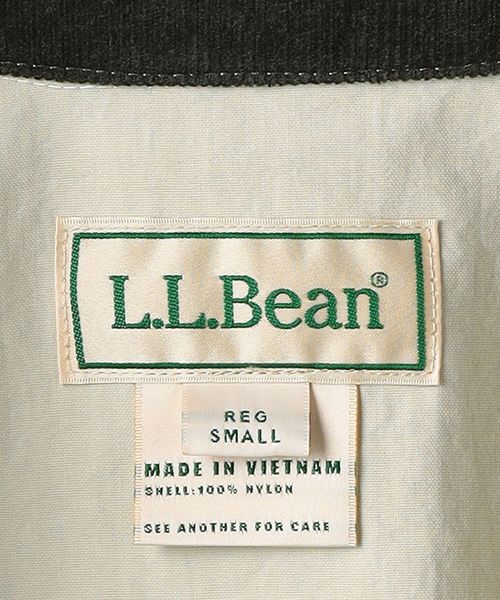 L.L.Bean®
REG
SMALL
MADE IN VIETNAM
SHELL:100% NYLON
SEE ANOTHER FOR CARE